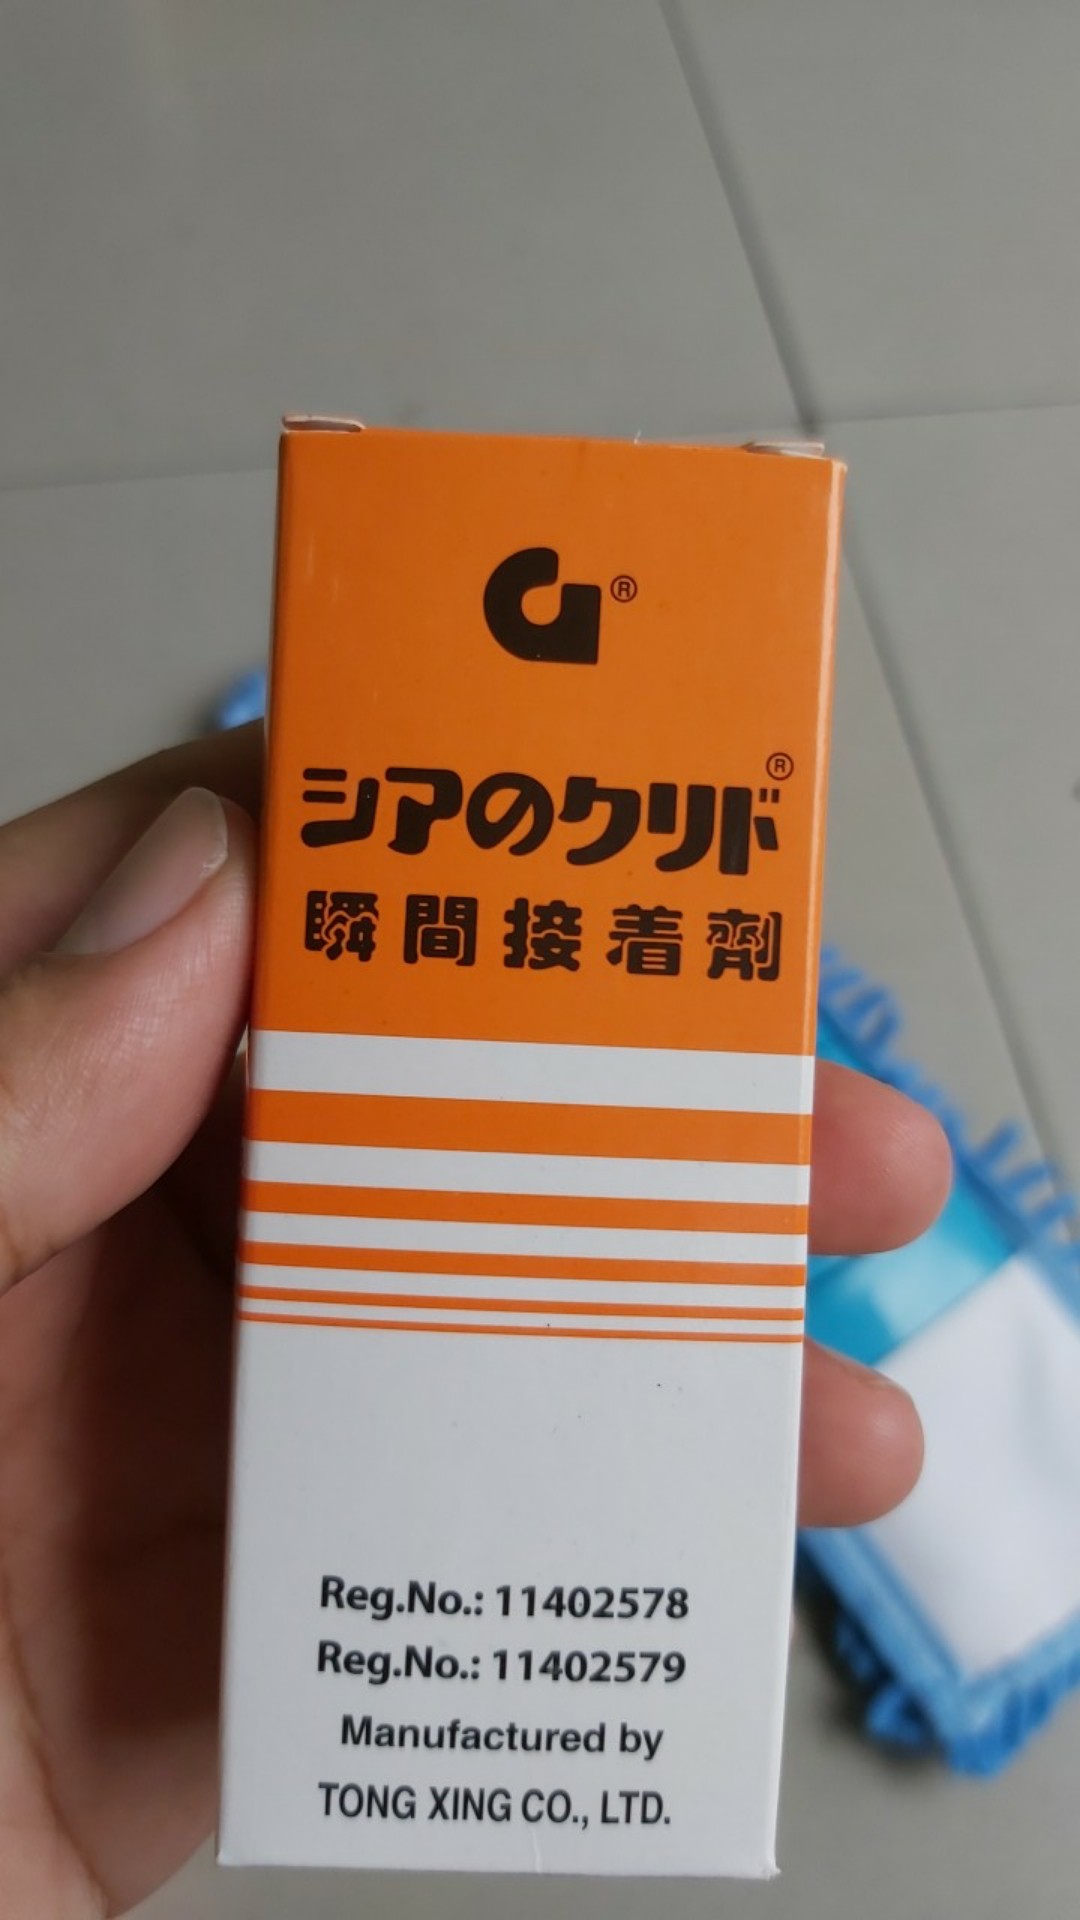 G®
シアのクリド®
瞬間接着剤
Reg.No.: 11402578
Reg.No.: 11402579
Manufactured by
TONG XING CO., LTD.